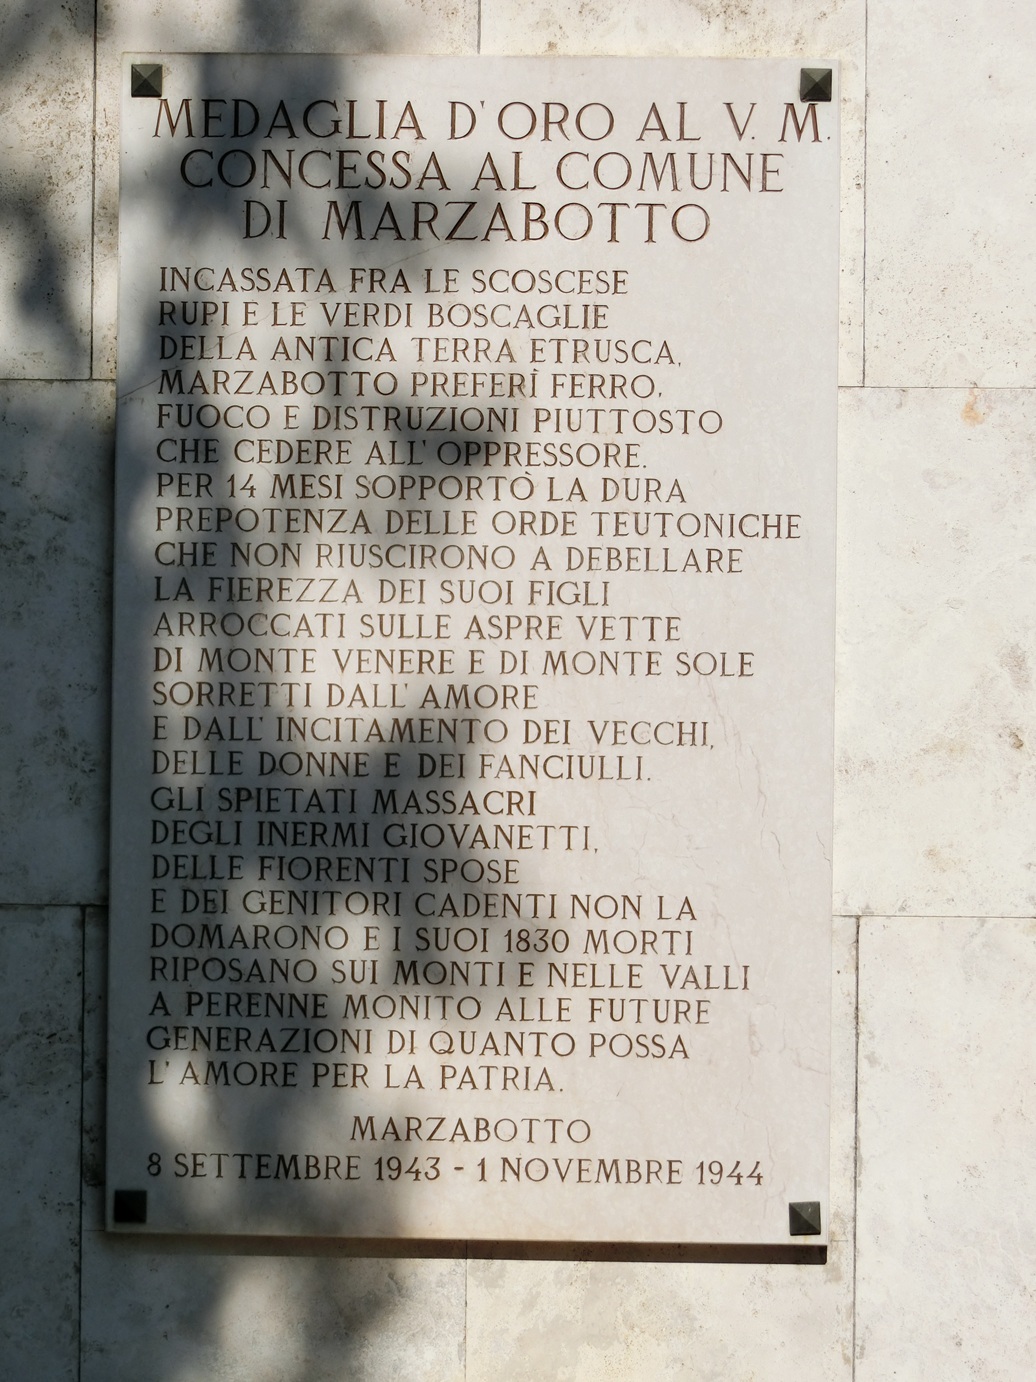 MEDAGLIA D'ORO AL V. M.
CONCESSA AL COMUNE
DI MARZABOTTO
INCASSATA FRA LE SCOSCESE
RUPI E LE VERDI BOSCAGLIE
DELLA ANTICA TERRA ETRUSCA,
MARZABOTTO PREFERÌ FERRO,
FUOCO E DISTRUZIONI PIUTTOSTO
CHE CEDERE ALL'OPPRESSORE.
PER 14 MESI SOPPORTÒ LA DURA
PREPOTENZA DELLE ORDE TEUTONICHE
CHE NON RIUSCIRONO A DEBELLARE
LA FIEREZZA DEI SUOI FIGLI
ARROCCATI SULLE ASPRE VETTE
DI MONTE VENERE E DI MONTE SOLE
SORRETTI DALL'AMORE
E DALL'INCITAMENTO DEI VECCHI,
DELLE DONNE E DEI FANCIULLI.
GLI SPIETATI MASSACRI
DEGLI INERMI GIOVANETTI,
DELLE FIORENTI SPOSE
E DEI GENITORI CADENTI NON LA
DOMARONO E I SUOI 1830 MORTI
RIPOSANO SUI MONTI E NELLE VALLI
A PERENNE MONITO ALLE FUTURE
GENERAZIONI DI QUANTO POSSA
L'AMORE PER LA PATRIA.
MARZABOTTO
8 SETTEMBRE 1943 - 1 NOVEMBRE 1944